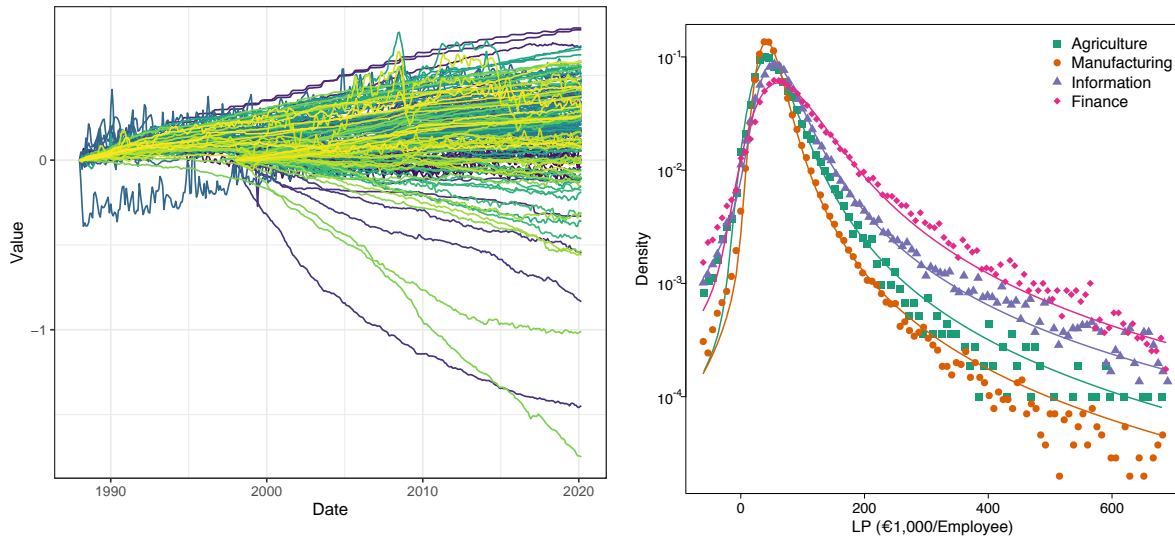 Value
0
−1
1990
2000
2010
2020
Date
Density
10-1
10-2
10-3
10-4
0
200
400
600
LP (€1,000/Employee)
Agriculture
Manufacturing
Information
Finance